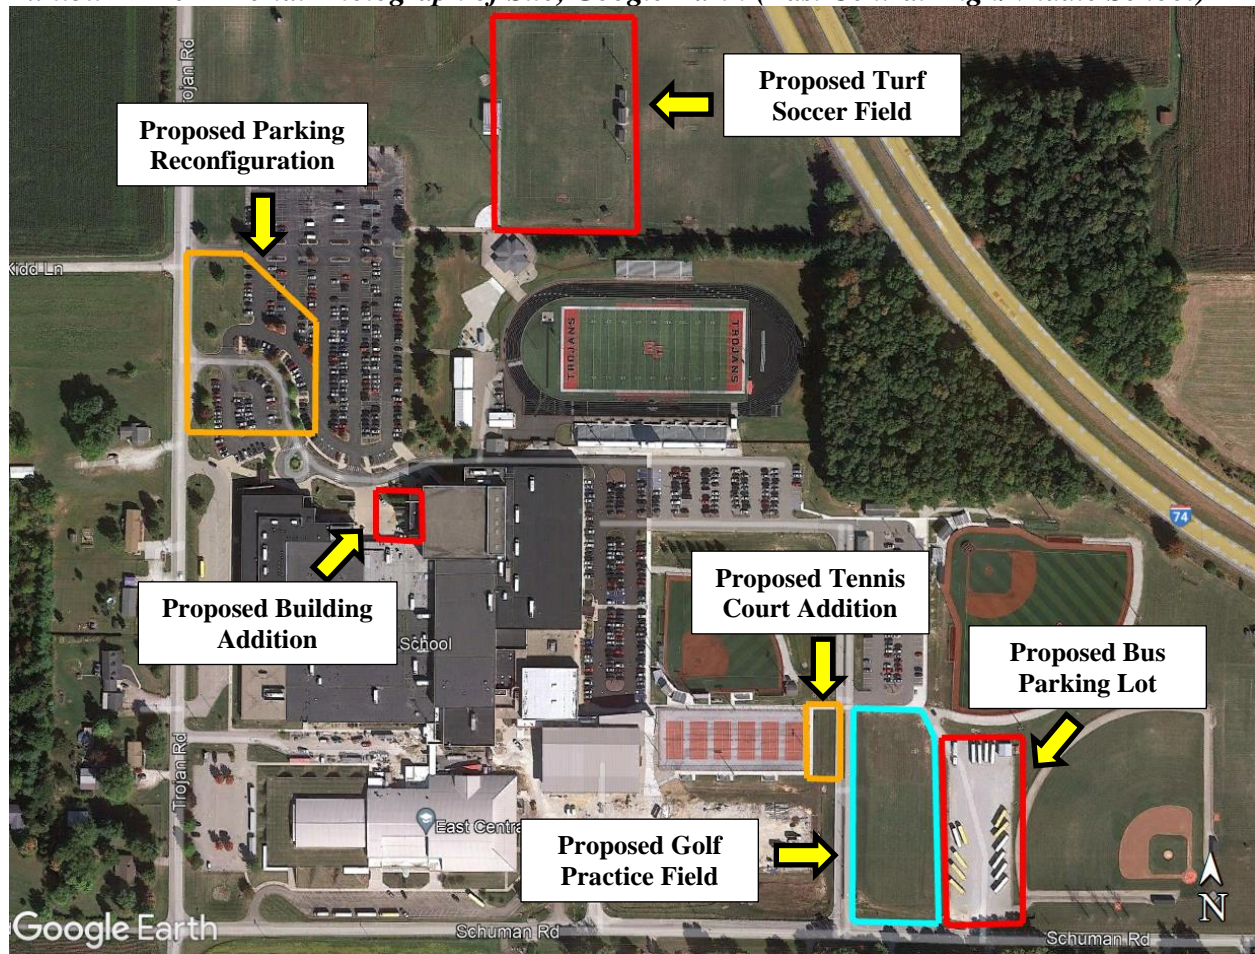 Proposed Turf
Soccer Field
Proposed Parking
Reconfiguration
Trojan Rd
Kidd Ln
TROJANS
EC
TROJANS
74
Proposed Building
Addition
School
Proposed Tennis
Court Addition
Proposed Bus
Parking Lot
Trojan Rd
East Centra
Proposed Golf
Practice Field
N
Google Earth
Schuman Rd
Schuman Rd